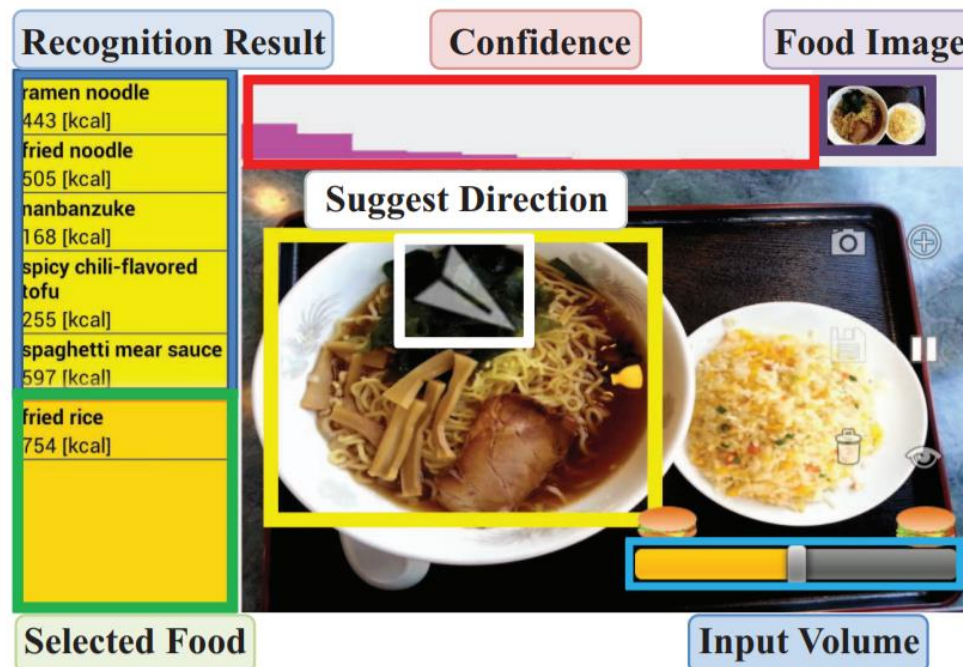 Recognition Result
Confidence
Food Image
ramen noodle
443 [kcal]
fried noodle
505 [kcal]
nanbanzuke
168 [kcal]
spicy chili-flavored
tofu
255 [kcal]
spaghetti mear sauce
597 [kcal]
fried rice
754 [kcal]
Suggest Direction
Selected Food
Input Volume